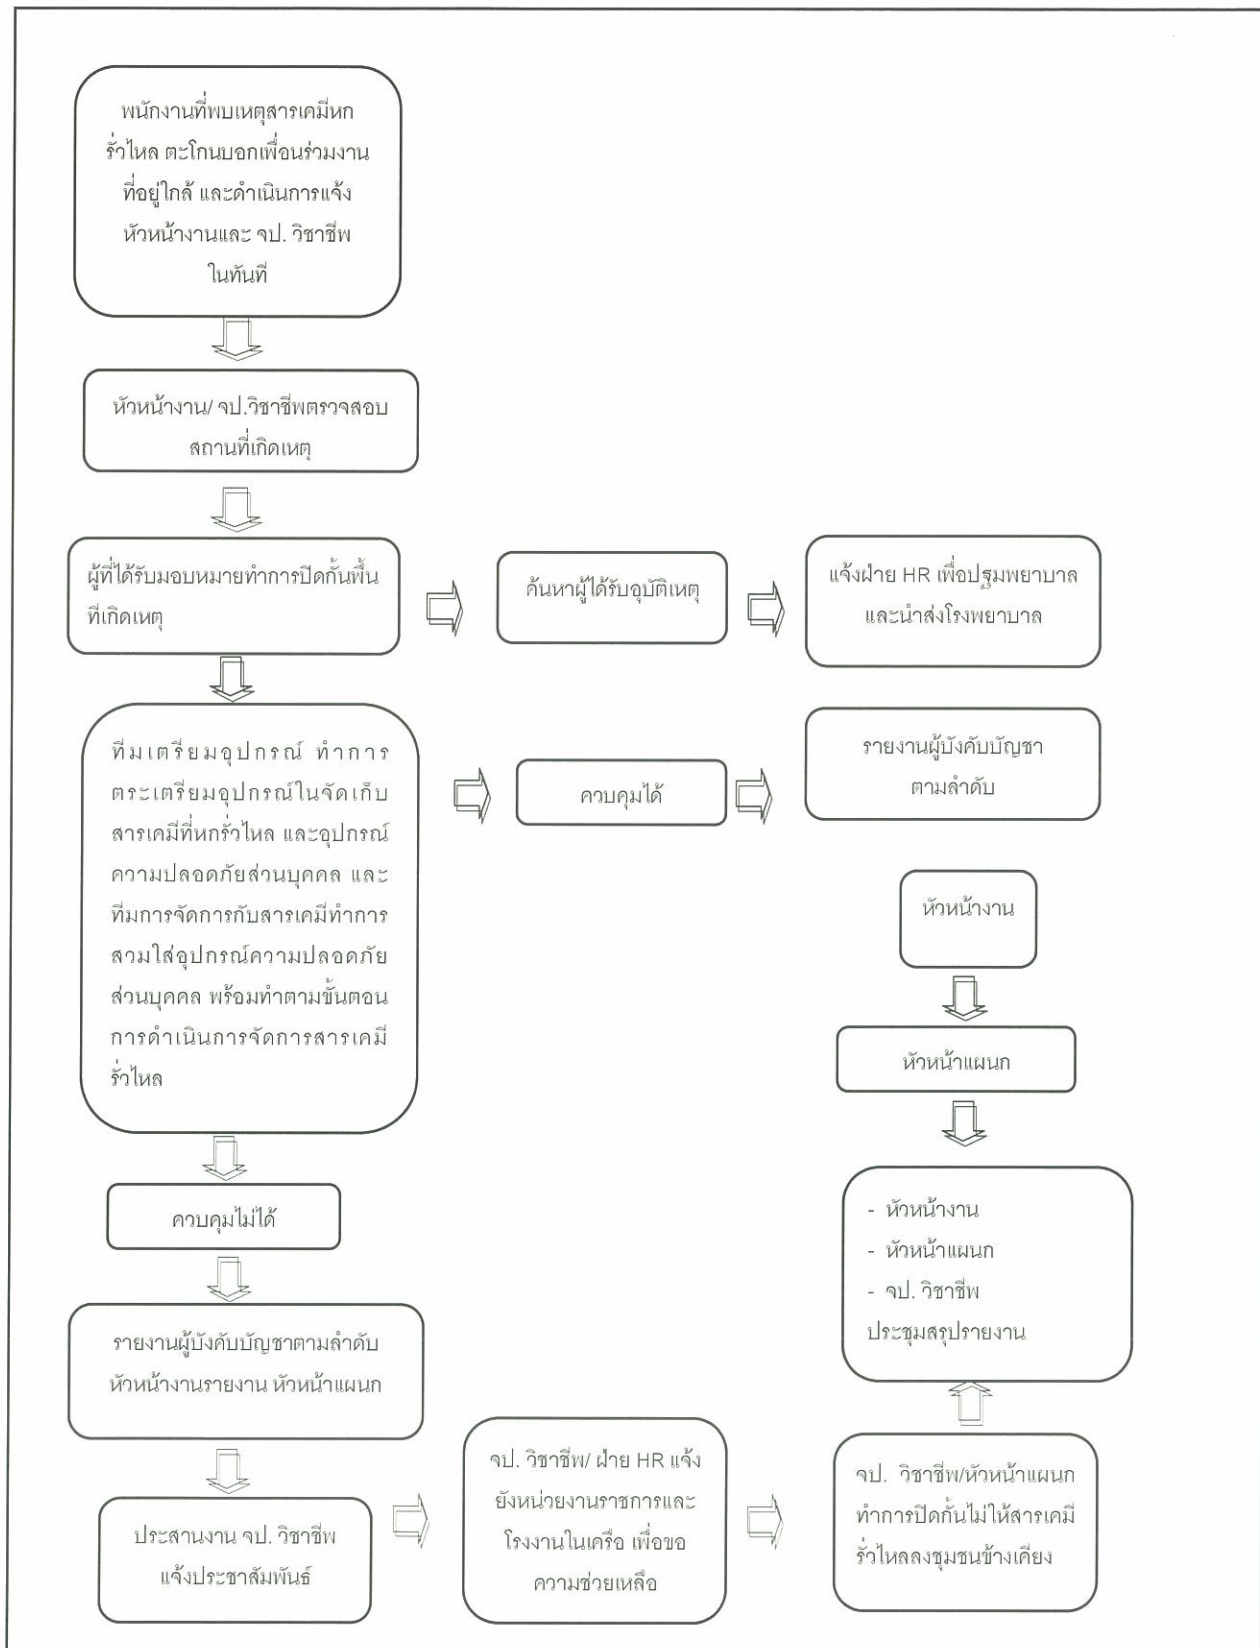 พนักงานที่พบเหตุสารเคมีหก
รั่วไหล ตะโกนบอกเพื่อนร่วมงาน
ที่อยู่ใกล้ และดำเนินการแจ้ง
หัวหน้างานและ จป. วิชาชีพ
ในทันที
หัวหน้างาน/ จป.วิชาชีพตรวจสอบ
สถานที่เกิดเหตุ
ผู้ที่ได้รับมอบหมายทำการปิดกั้นพื้น
ที่เกิดเหตุ
ค้นหาผู้ได้รับอุบัติเหตุ
แจ้งฝ่าย HR เพื่อปฐมพยาบาล
และนำส่งโรงพยาบาล
ทีมเตรียมอุปกรณ์ ทำการ
ตระเตรียมอุปกรณ์ในจัดเก็บ
สารเคมีที่หกรั่วไหล และอุปกรณ์
ความปลอดภัยส่วนบุคคล และ
ทีมการจัดการกับสารเคมีทำการ
สวมใส่อุปกรณ์ความปลอดภัย
ส่วนบุคคล พร้อมทำตามขั้นตอน
การดำเนินการจัดการสารเคมี
รั่วไหล
ควบคุมได้
รายงานผู้บังคับบัญชา
ตามลำดับ
หัวหน้างาน
หัวหน้าแผนก
- หัวหน้างาน
- หัวหน้าแผนก
- จป. วิชาชีพ
ประชุมสรุปรายงาน
ควบคุมไม่ได้
รายงานผู้บังคับบัญชาตามลำดับ
หัวหน้างานรายงาน หัวหน้าแผนก
ประสานงาน จป. วิชาชีพ
แจ้งประชาสัมพันธ์
จป. วิชาชีพ/ ฝ่าย HR แจ้ง
ยังหน่วยงานราชการและ
โรงงานในเครือ เพื่อขอ
ความช่วยเหลือ
จป. วิชาชีพ/หัวหน้าแผนก
ทำการปิดกั้นไม่ให้สารเคมี
รั่วไหลลงชุมชนข้างเคียง